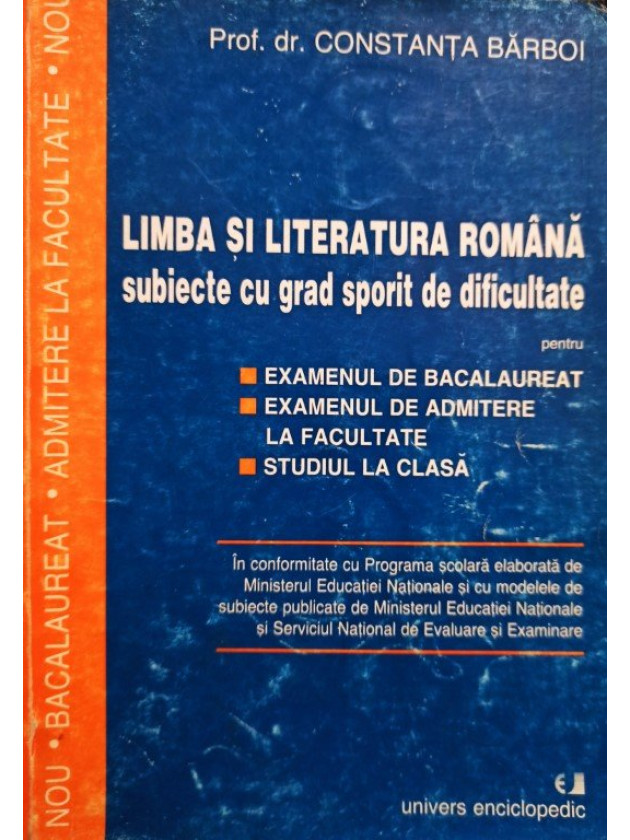 Prof. dr. CONSTANȚA BĂRBOI
LIMBA ȘI LITERATURA ROMÂNĂ
subiecte cu grad sporit de dificultate
pentru
EXAMENUL DE BACALAUREAT
EXAMENUL DE ADMITERE
LA FACULTATE
STUDIUL LA CLASĂ
În conformitate cu Programa școlară elaborată de
Ministerul Educației Naționale și cu modelele de
subiecte publicate de Ministerul Educației Naționale
și Serviciul Național de Evaluare și Examinare
univers enciclopedic
NOU • BACALAUREAT • ADMITERE LA FACULTATE • NOU